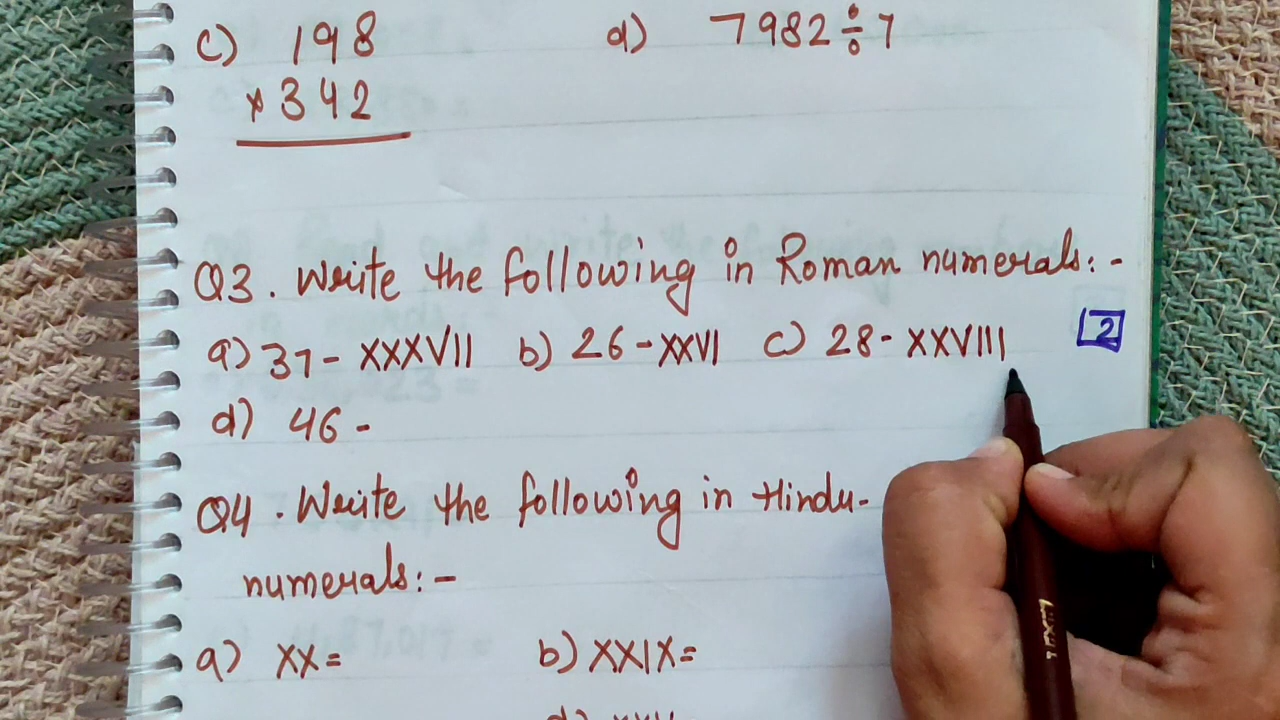 c) 198 d) 7982 ÷ 7
× 342
Q3. Write the following in Roman numerals:-
a) 37 - XXXVII b) 26 - XXVI c) 28 - XXVIII 2
d) 46 -
Q4. Write the following in Hindu-
numerals:-
a) XX = b) XXIX =